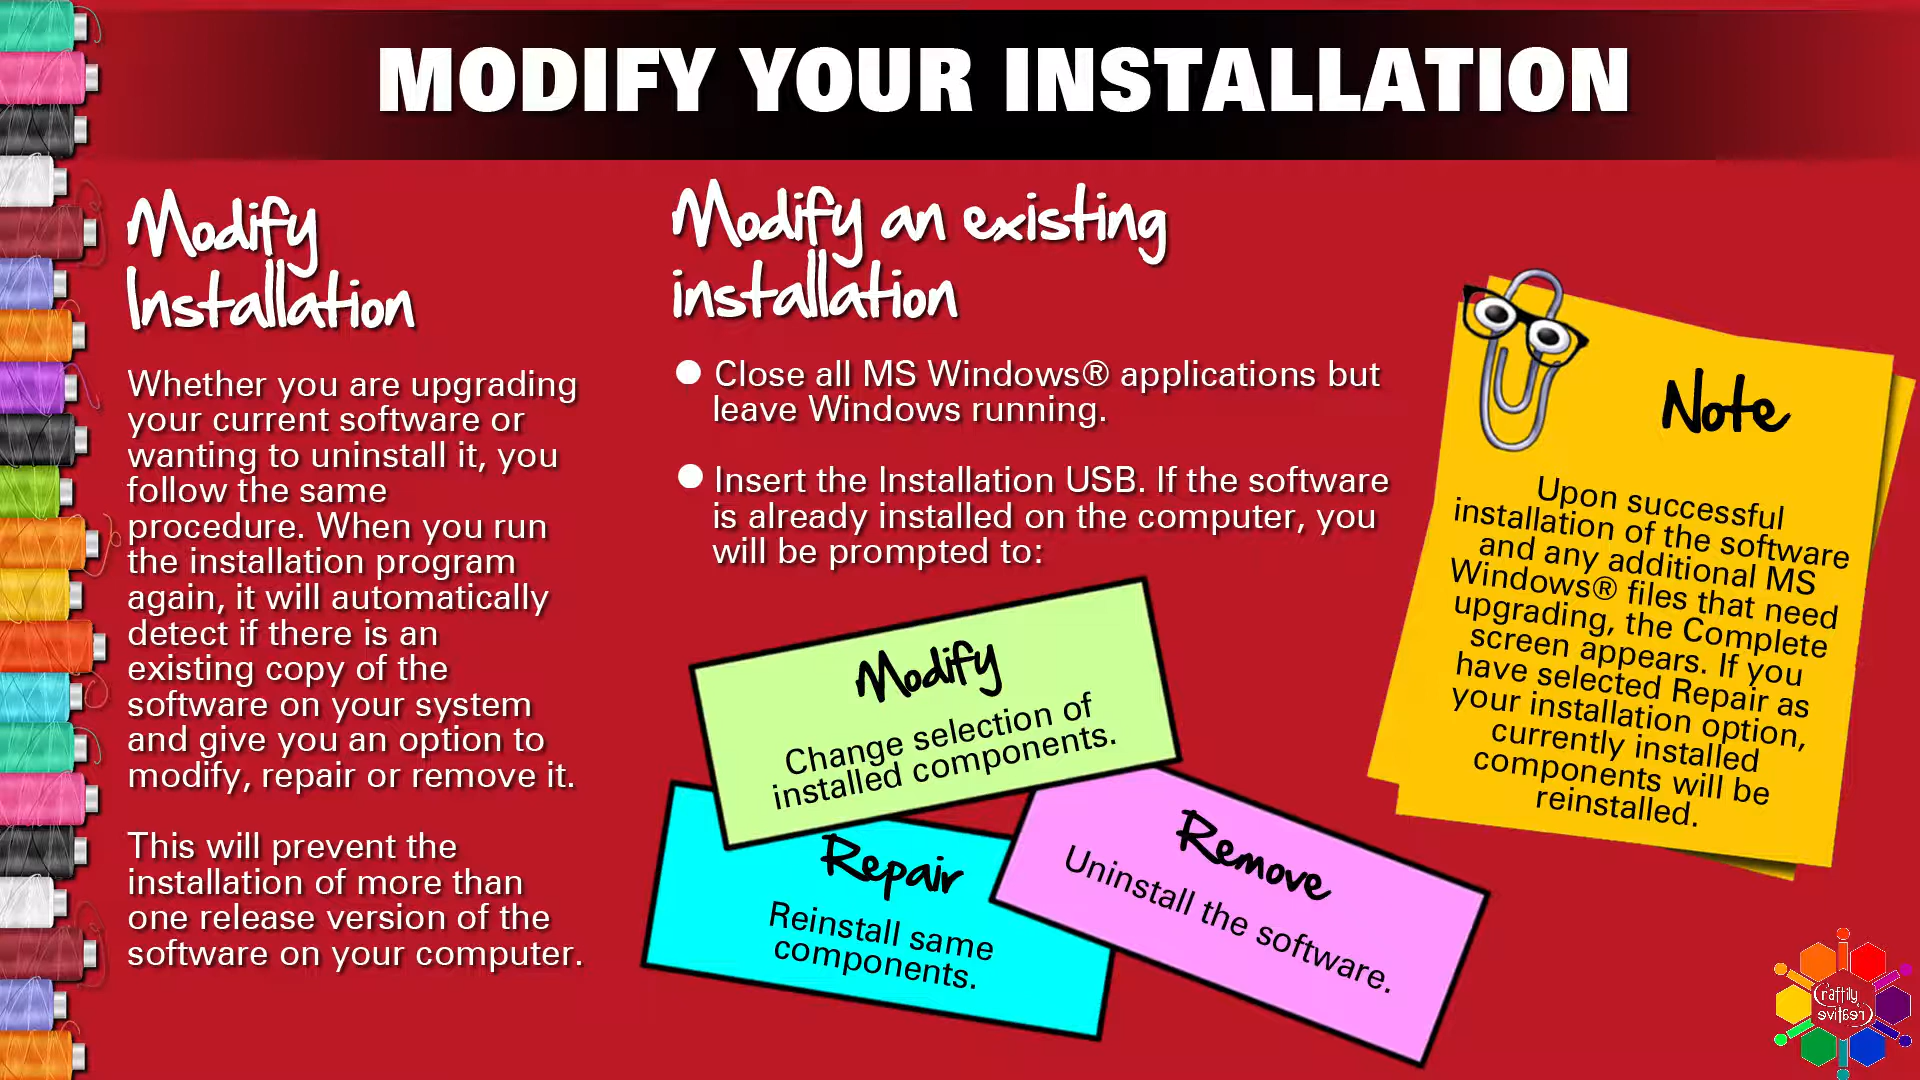 MODIFY YOUR INSTALLATION
Modify
Installation
Whether you are upgrading
your current software or
wanting to uninstall it, you
follow the same
procedure. When you run
the installation program
again, it will automatically
detect if there is an
existing copy of the
software on your system
and give you an option to
modify, repair or remove it.
This will prevent the
installation of more than
one release version of the
software on your computer.
Modify an existing
installation
Close all MS Windows® applications but
leave Windows running.
Insert the Installation USB. If the software
is already installed on the computer, you
will be prompted to:
Modify
Change selection of
installed components.
Repair
Reinstall same
components.
Remove
Uninstall the software.
Note
Upon successful
installation of the software
and any additional MS
Windows® files that need
upgrading, the Complete
screen appears. If you
have selected Repair as
your installation option,
currently installed
components will be
reinstalled.
Craftily
Creative